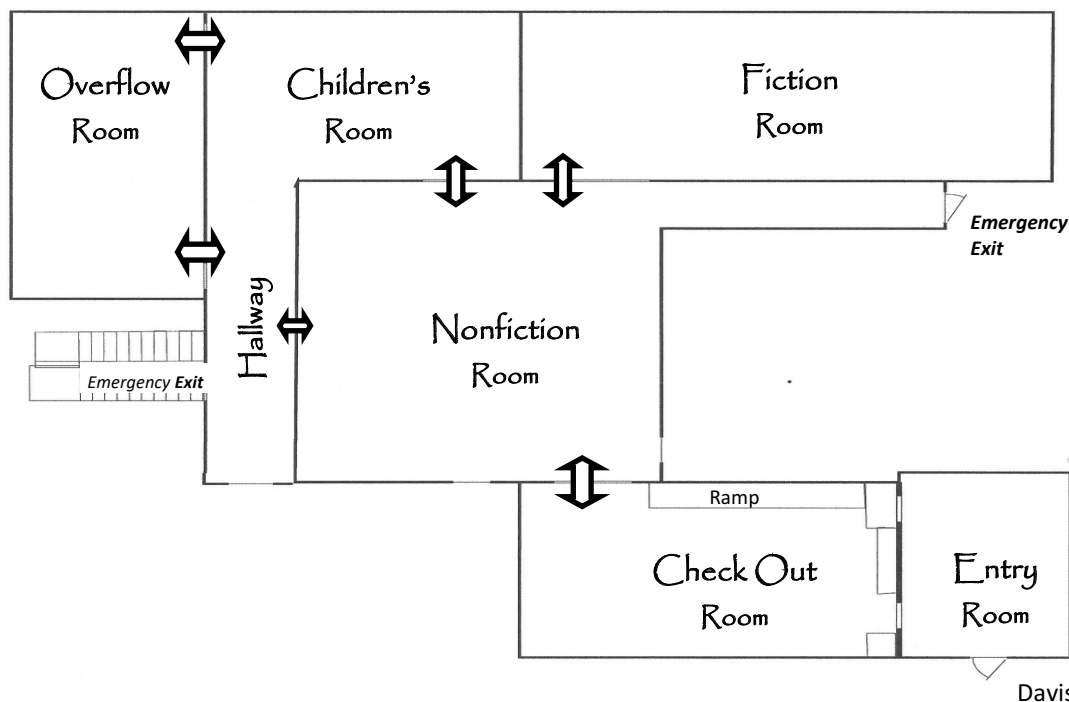 Overflow
Room
Children's
Room
Fiction
Room
Emergency
Exit
Hallway
Nonfiction
Room
Emergency Exit
Ramp
Check Out
Room
Entry
Room
Davis